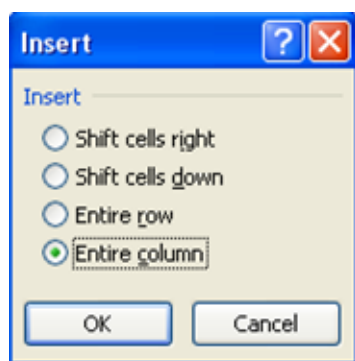 Insert
Insert
Shift cells right
Shift cells down
Entire row
Entire column
OK Cancel